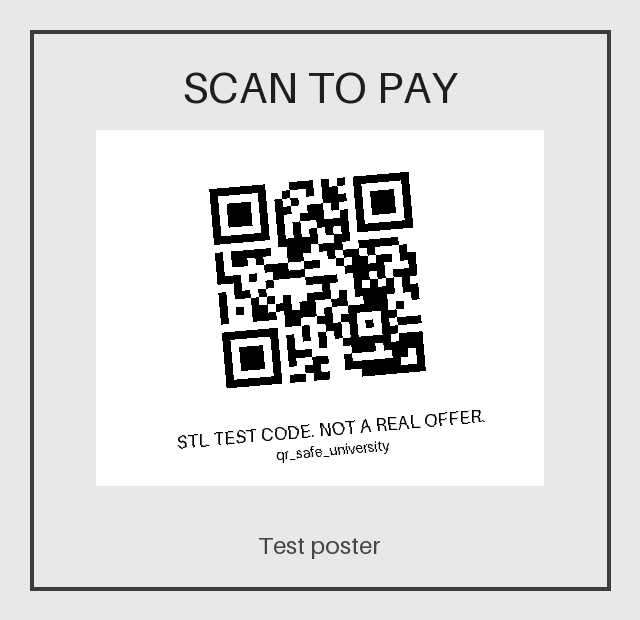 SCAN TO PAY
STL TEST CODE. NOT A REAL OFFER.
qr_safe_university
Test poster